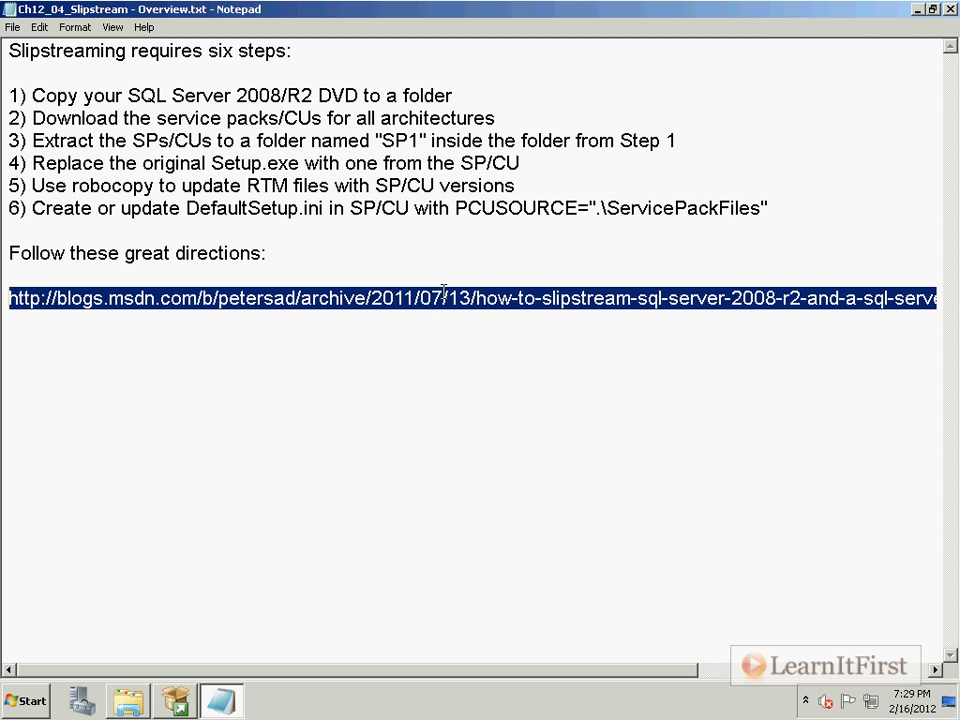 Ch12_04_Slipstream - Overview.txt - Notepad
File Edit Format View Help
Slipstreaming requires six steps:
1) Copy your SQL Server 2008/R2 DVD to a folder
2) Download the service packs/CUs for all architectures
3) Extract the SPs/CUs to a folder named "SP1" inside the folder from Step 1
4) Replace the original Setup.exe with one from the SP/CU
5) Use robocopy to update RTM files with SP/CU versions
6) Create or update DefaultSetup.ini in SP/CU with PCUSOURCE=".\ServicePackFiles"
Follow these great directions:
http://blogs.msdn.com/b/petersad/archive/2011/07/13/how-to-slipstream-sql-server-2008-r2-and-a-sql-serve
LearnItFirst
Start
7:29 PM
2/16/2012